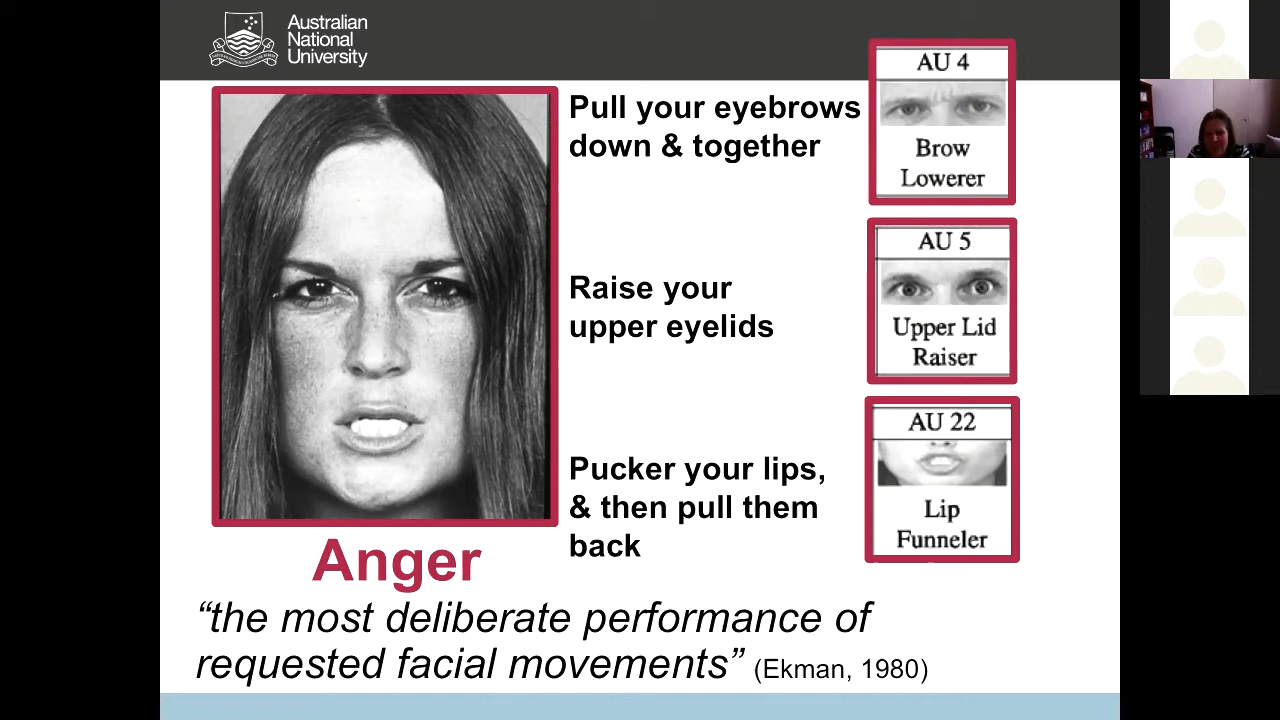 Australian
National
University
Pull your eyebrows
down & together
AU 4
Brow
Lowerer
Raise your
upper eyelids
AU 5
Upper Lid
Raiser
Pucker your lips,
& then pull them
back
AU 22
Lip
Funneler
Anger
“the most deliberate performance of
requested facial movements” (Ekman, 1980)